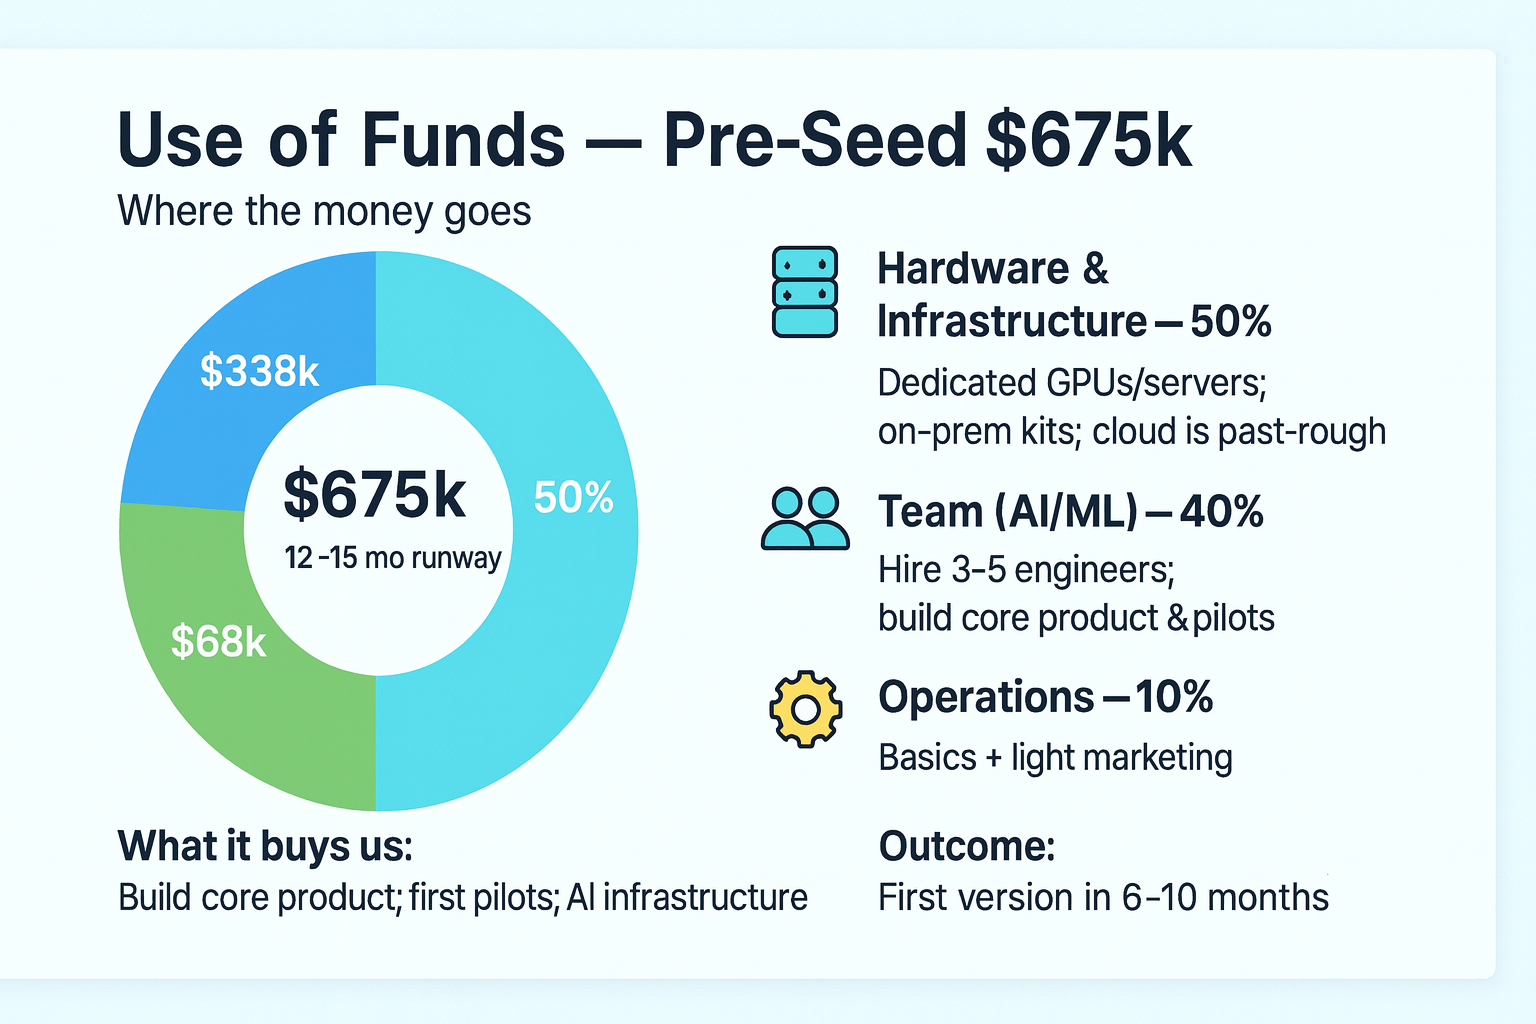 Use of Funds — Pre-Seed $675k
Where the money goes
$338k
50%
$675k
12-15 mo runway
$68k
Hardware &
Infrastructure — 50%
Dedicated GPUs/servers;
on-prem kits; cloud is past-rough
Team (AI/ML) — 40%
Hire 3-5 engineers;
build core product & pilots
Operations — 10%
Basics + light marketing
What it buys us:
Build core product; first pilots; AI infrastructure
Outcome:
First version in 6-10 months